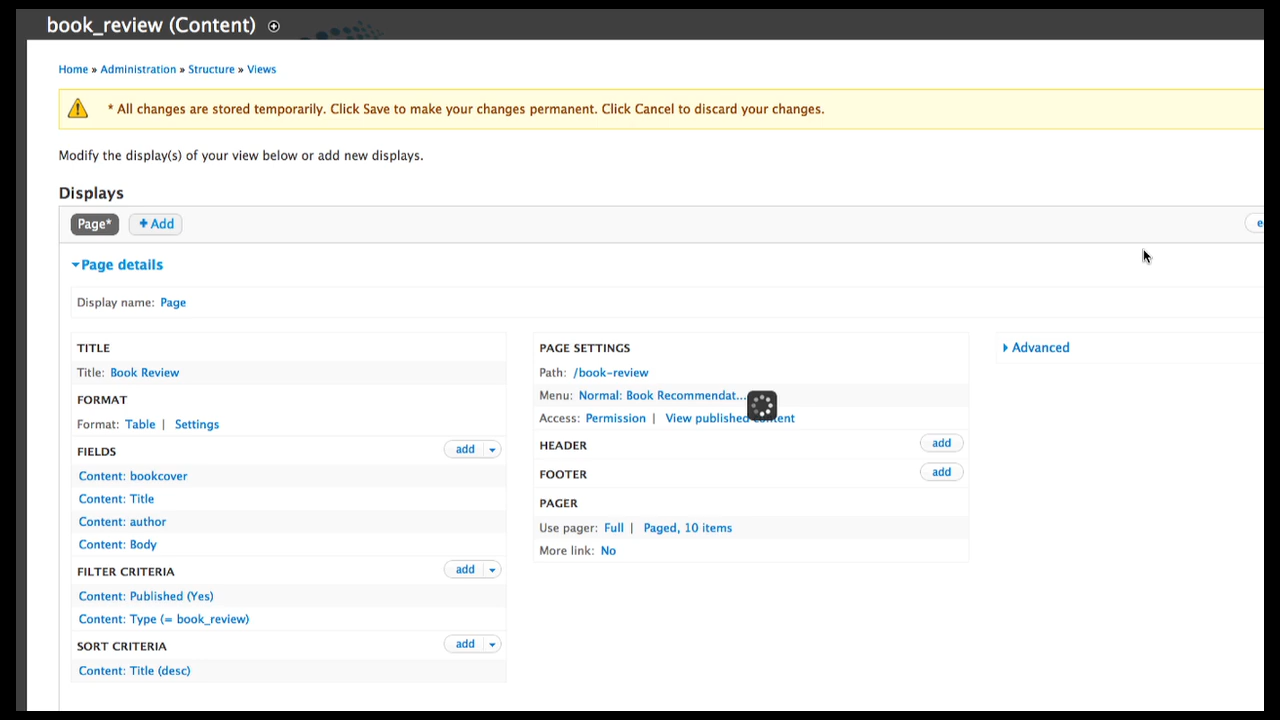 book_review (Content)
Home » Administration » Structure » Views
* All changes are stored temporarily. Click Save to make your changes permanent. Click Cancel to discard your changes.
Modify the display(s) of your view below or add new displays.
Displays
Page* + Add
Page details
Display name: Page
TITLE
Title: Book Review
FORMAT
Format: Table | Settings
FIELDS add
Content: bookcover
Content: Title
Content: author
Content: Body
FILTER CRITERIA add
Content: Published (Yes)
Content: Type (= book_review)
SORT CRITERIA add
Content: Title (desc)
PAGE SETTINGS
Path: /book-review
Menu: Normal: Book Recommendat...
Access: Permission | View published content
HEADER add
FOOTER add
PAGER
Use pager: Full | Paged, 10 items
More link: No
Advanced